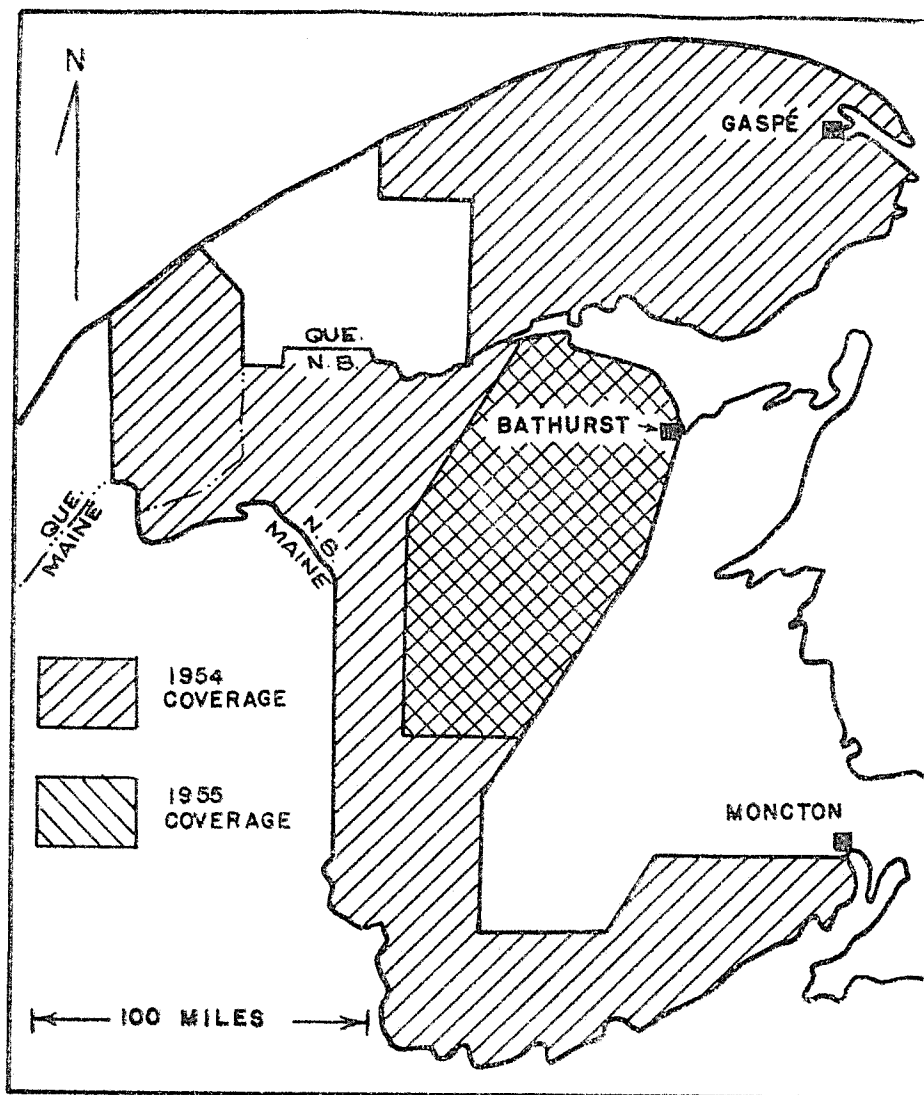 N
GASPÉ
QUE.
N.B.
BATHURST
QUE.
MAINE
N.B.
MAINE
1954
COVERAGE
1955
COVERAGE
MONCTON
100 MILES